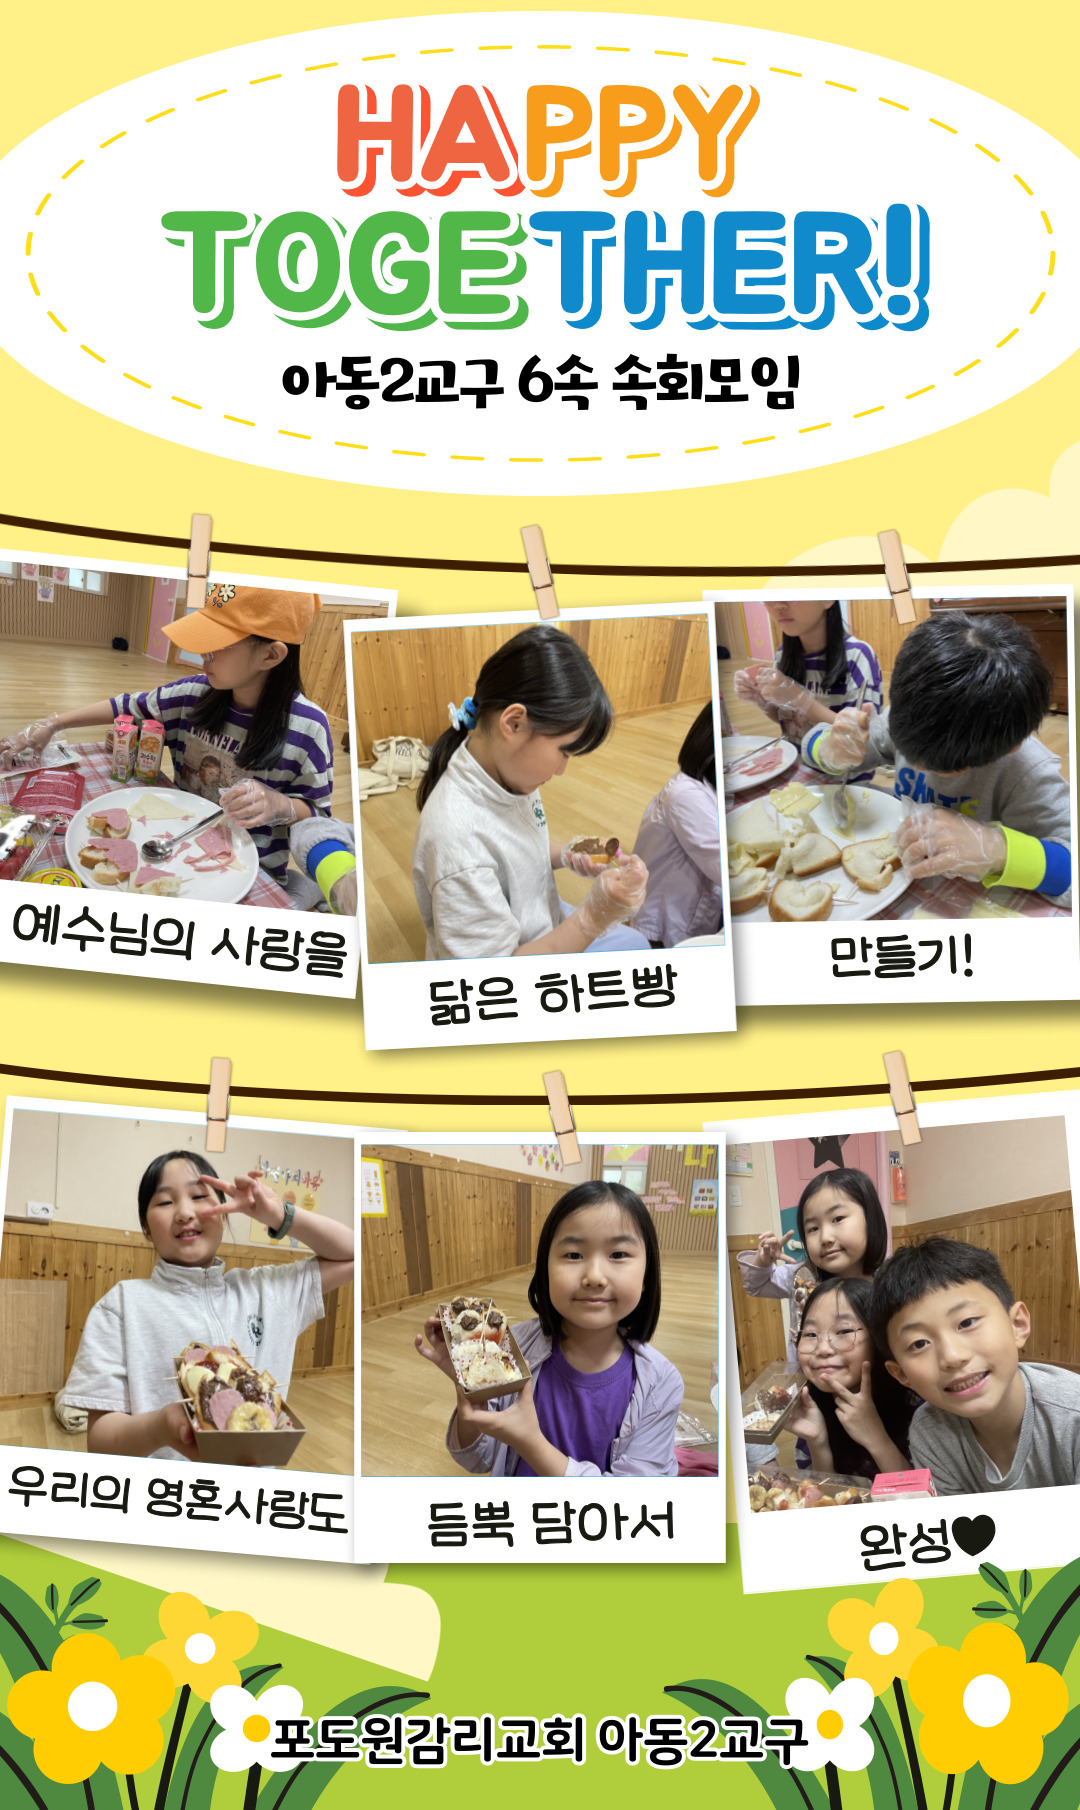 HAPPY
TOGETHER!
아동2교구 6속 속회모임
예수님의 사랑을
닮은 하트빵
만들기!
우리의 영혼사랑도
듬뿍 담아서
완성♥
포도원감리교회 아동2교구